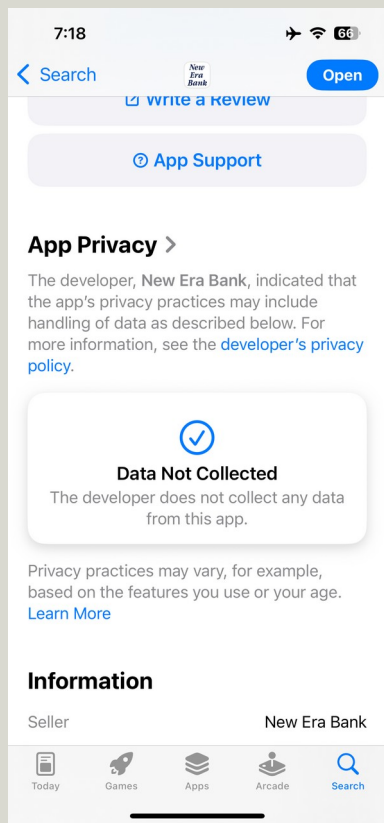 7:18
66
Search
New
Era
Bank
Open
Write a Review
App Support
App Privacy
The developer, New Era Bank, indicated that
the app's privacy practices may include
handling of data as described below. For
more information, see the developer's privacy
policy.
Data Not Collected
The developer does not collect any data
from this app.
Privacy practices may vary, for example,
based on the features you use or your age.
Learn More
Information
Seller New Era Bank
Today Games Apps Arcade Search